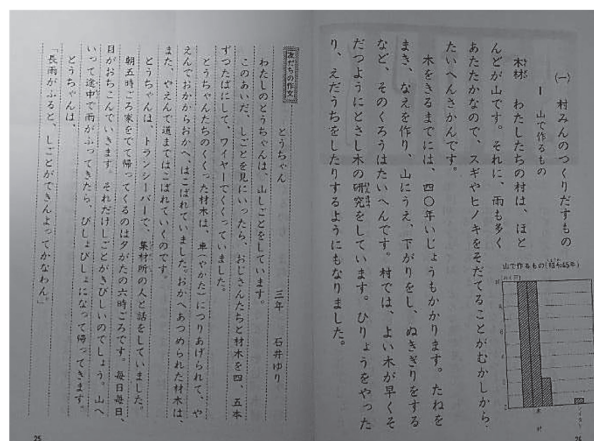 (一) 村みんのつくりだすもの
1 山で作るもの
木材 わたしたちの村は、ほと
んどが山です。それに、雨も多く
あたたかなので、スギやヒノキをそだてることがむかしから、
たいへんさかんです。
木をきるまでには、四〇年いじょうもかかります。たねを
まき、なえを作り、山にうえ、下がりをし、ぬきぎりをする
など、そのくろうはたいへんです。村では、よい木が早くそ
だつようにとさし木の研究をしています。ひりょうをやった
り、えだうちをしたりするようにもなりました。
山で作るもの(昭和45年)
26
友だちの作文
とうちゃん
三年 石井ゆり
わたしのとうちゃんは、山しごとをしています。
このあいだ、しごとを見にいったら、おじさんたちと材木を四、五本
ずつたばにして、ワイヤーでくくっていました。
とうちゃんたちのくくった材木は、車(やかた)につりあげられて、や
えんでおかからおかへ、はこばれていました。おかへあつめられた材木は、
また、やえんで道まではこばれていくのです。
とうちゃんは、トランシーバーで、集材所の人と話をしていました。
朝五時ごろ家をでて帰ってくるのは夕がたの六時ごろです。毎日毎日、
目がおちこんでいきます。それだけしごとがきびしいのでしょう。山へ
いって途中で雨がふってきたら、びしょびしょになって帰ってきます。
とうちゃんは、
「長雨がふると、しごとができんよってかなわん。」
25